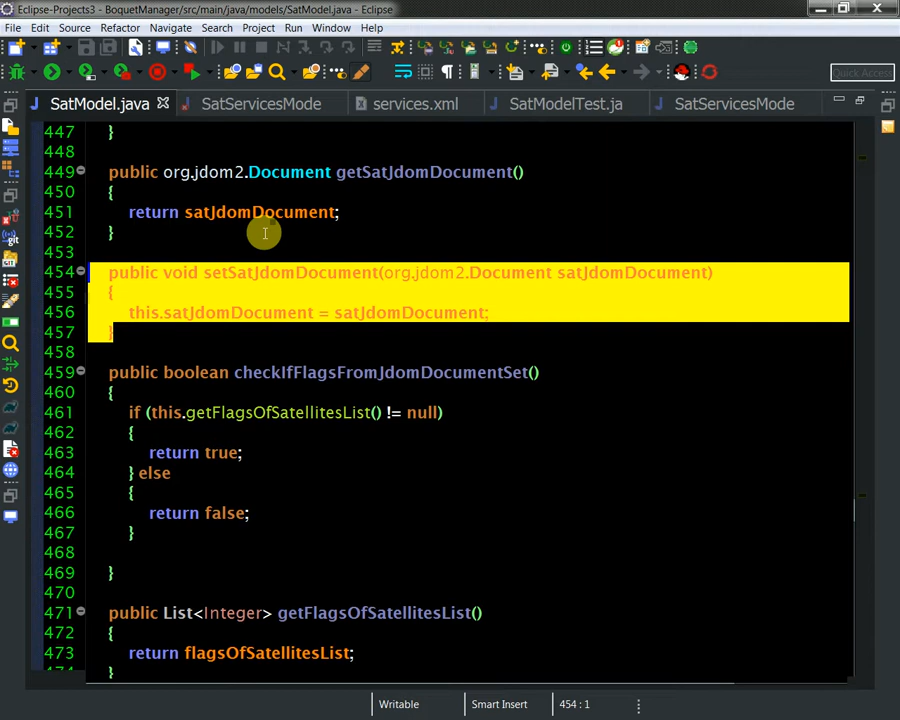 Eclipse-Projects3 - BoquetManager/src/main/java/models/SatModel.java - Eclipse
File Edit Source Refactor Navigate Search Project Run Window Help
Quick Access
SatModel.java SatServicesMode services.xml SatModelTest.ja SatServicesMode
447 }
448
449 public org.jdom2.Document getSatJdomDocument()
450 {
451 return satJdomDocument;
452 }
453
454 public void setSatJdomDocument(org.jdom2.Document satJdomDocument)
455 {
456 this.satJdomDocument = satJdomDocument;
457 }
458
459 public boolean checkIfFlagsFromJdomDocumentSet()
460 {
461 if (this.getFlagsOfSatellitesList() != null)
462 {
463 return true;
464 } else
465 {
466 return false;
467 }
468
469 }
470
471 public List<Integer> getFlagsOfSatellitesList()
472 {
473 return flagsOfSatellitesList;
474 }
Writable Smart Insert 454 : 1